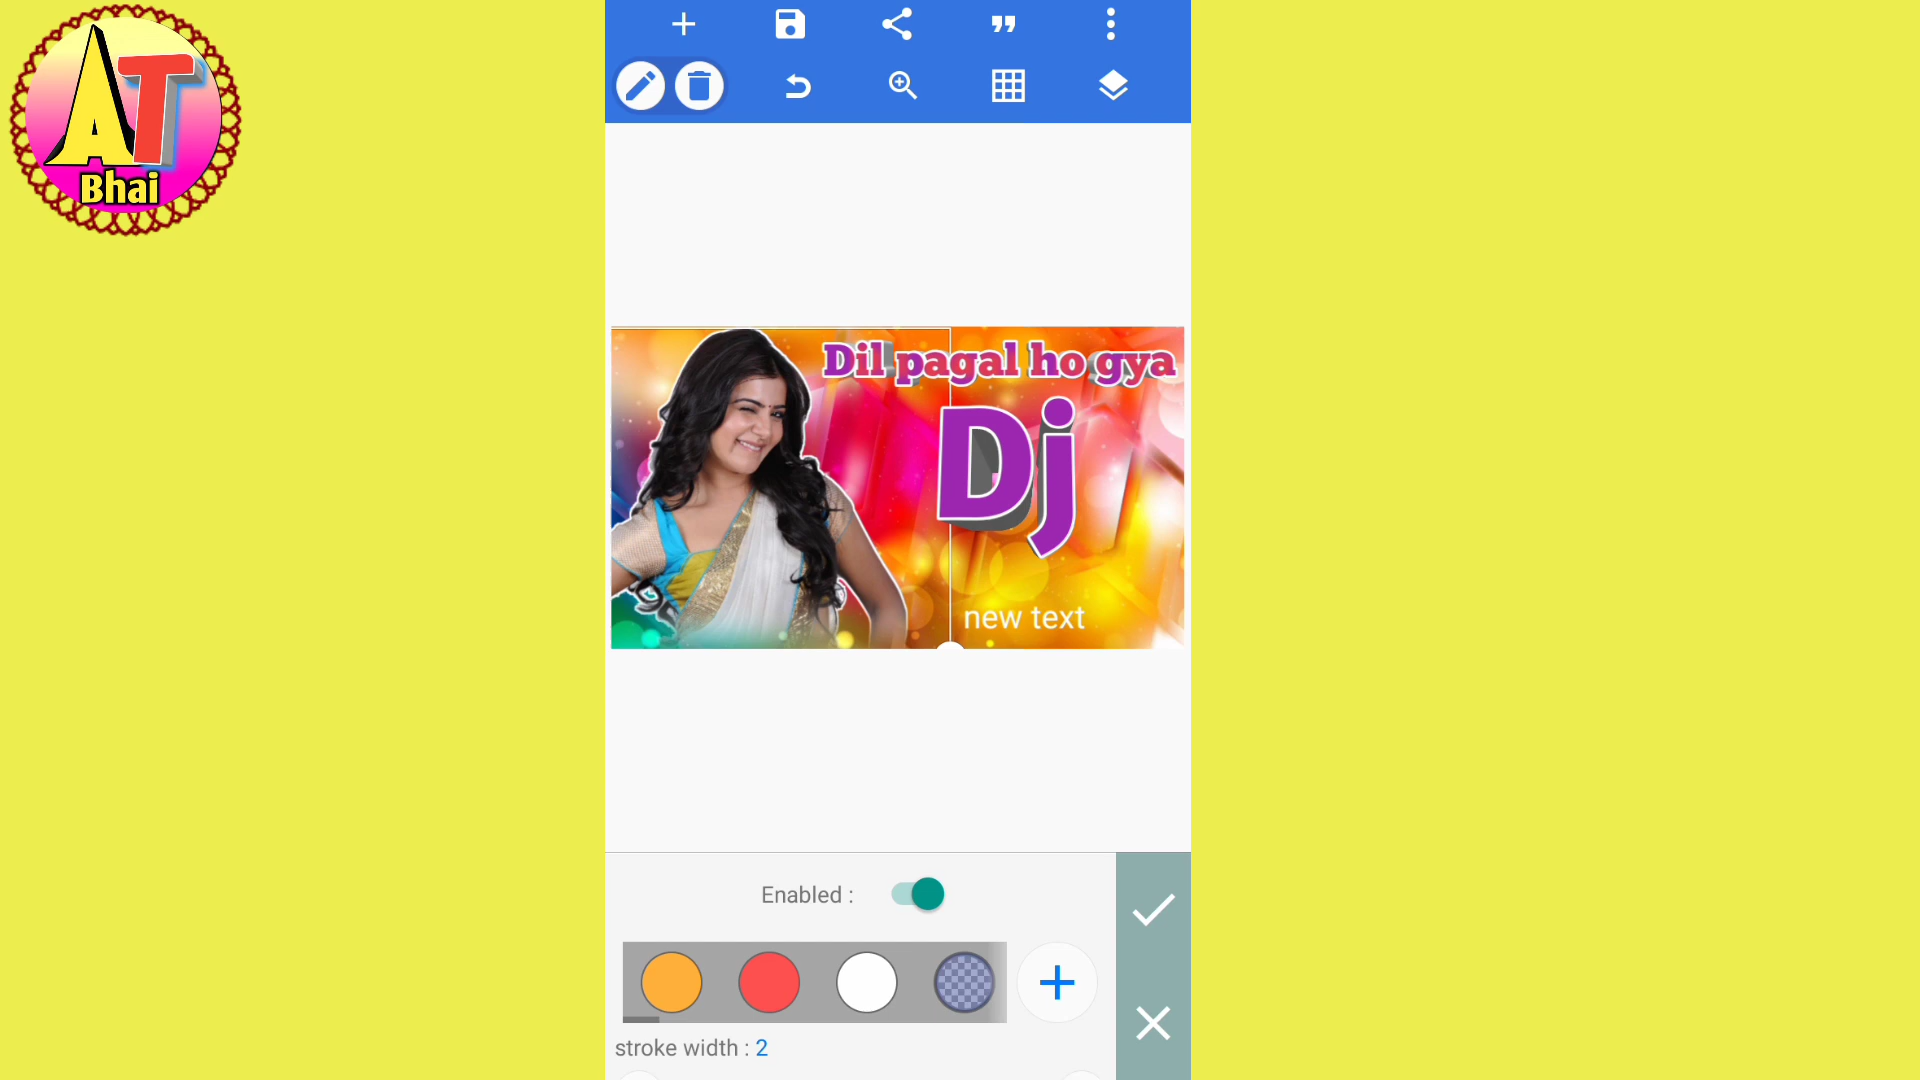 AT
Bhai
Dil pagal ho gya
Dj
new text
Enabled :
stroke width : 2